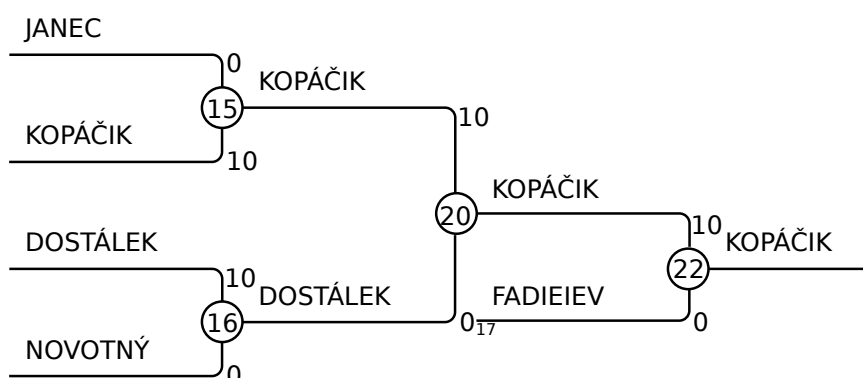 JANEC
0
KOPÁČIK
15
10
KOPÁČIK
10
KOPÁČIK
20
10
KOPÁČIK
DOSTÁLEK
22
10
DOSTÁLEK
FADIEIEV
16
0
17
0
NOVOTNÝ
0